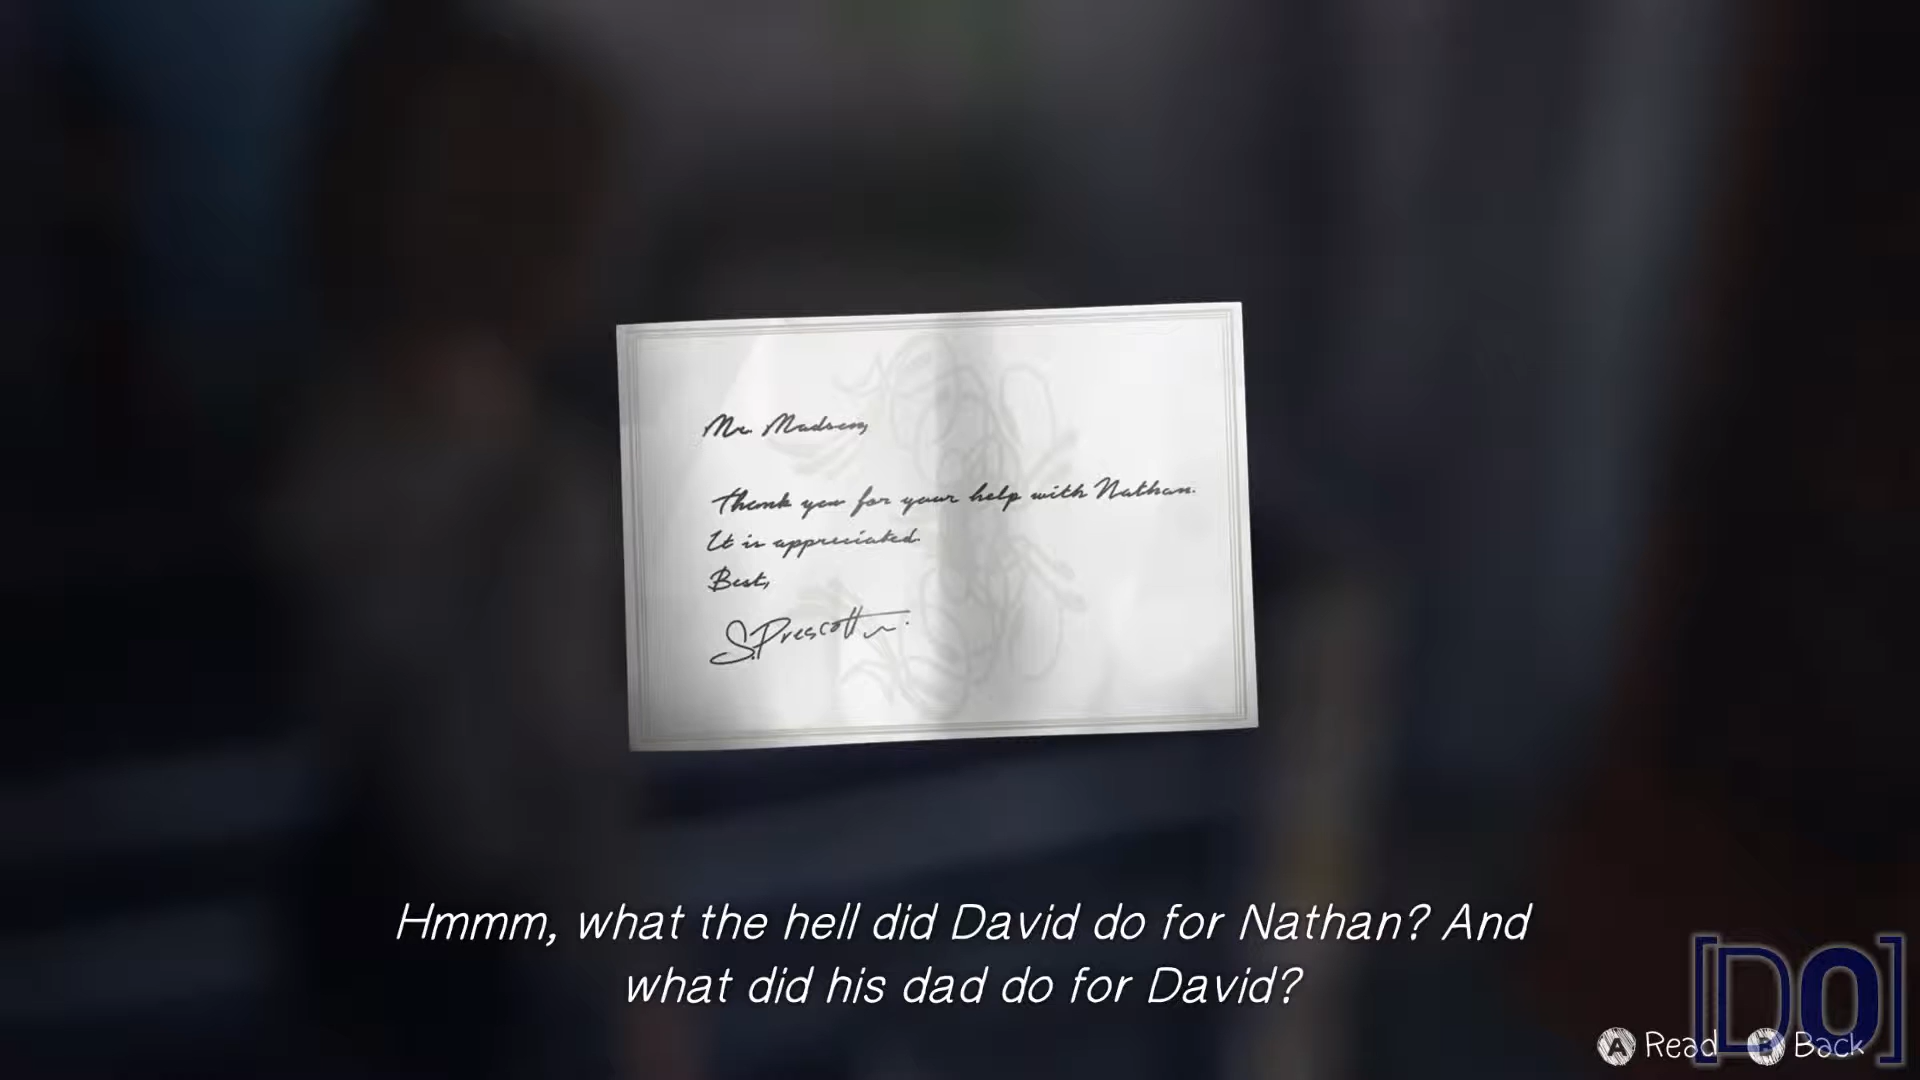 Mr. Madsen,
Thank you for your help with Nathan.
It is appreciated.
Best,
S.Prescott
Hmmm, what the hell did David do for Nathan? And
what did his dad do for David?
[DO]
A Read B Back